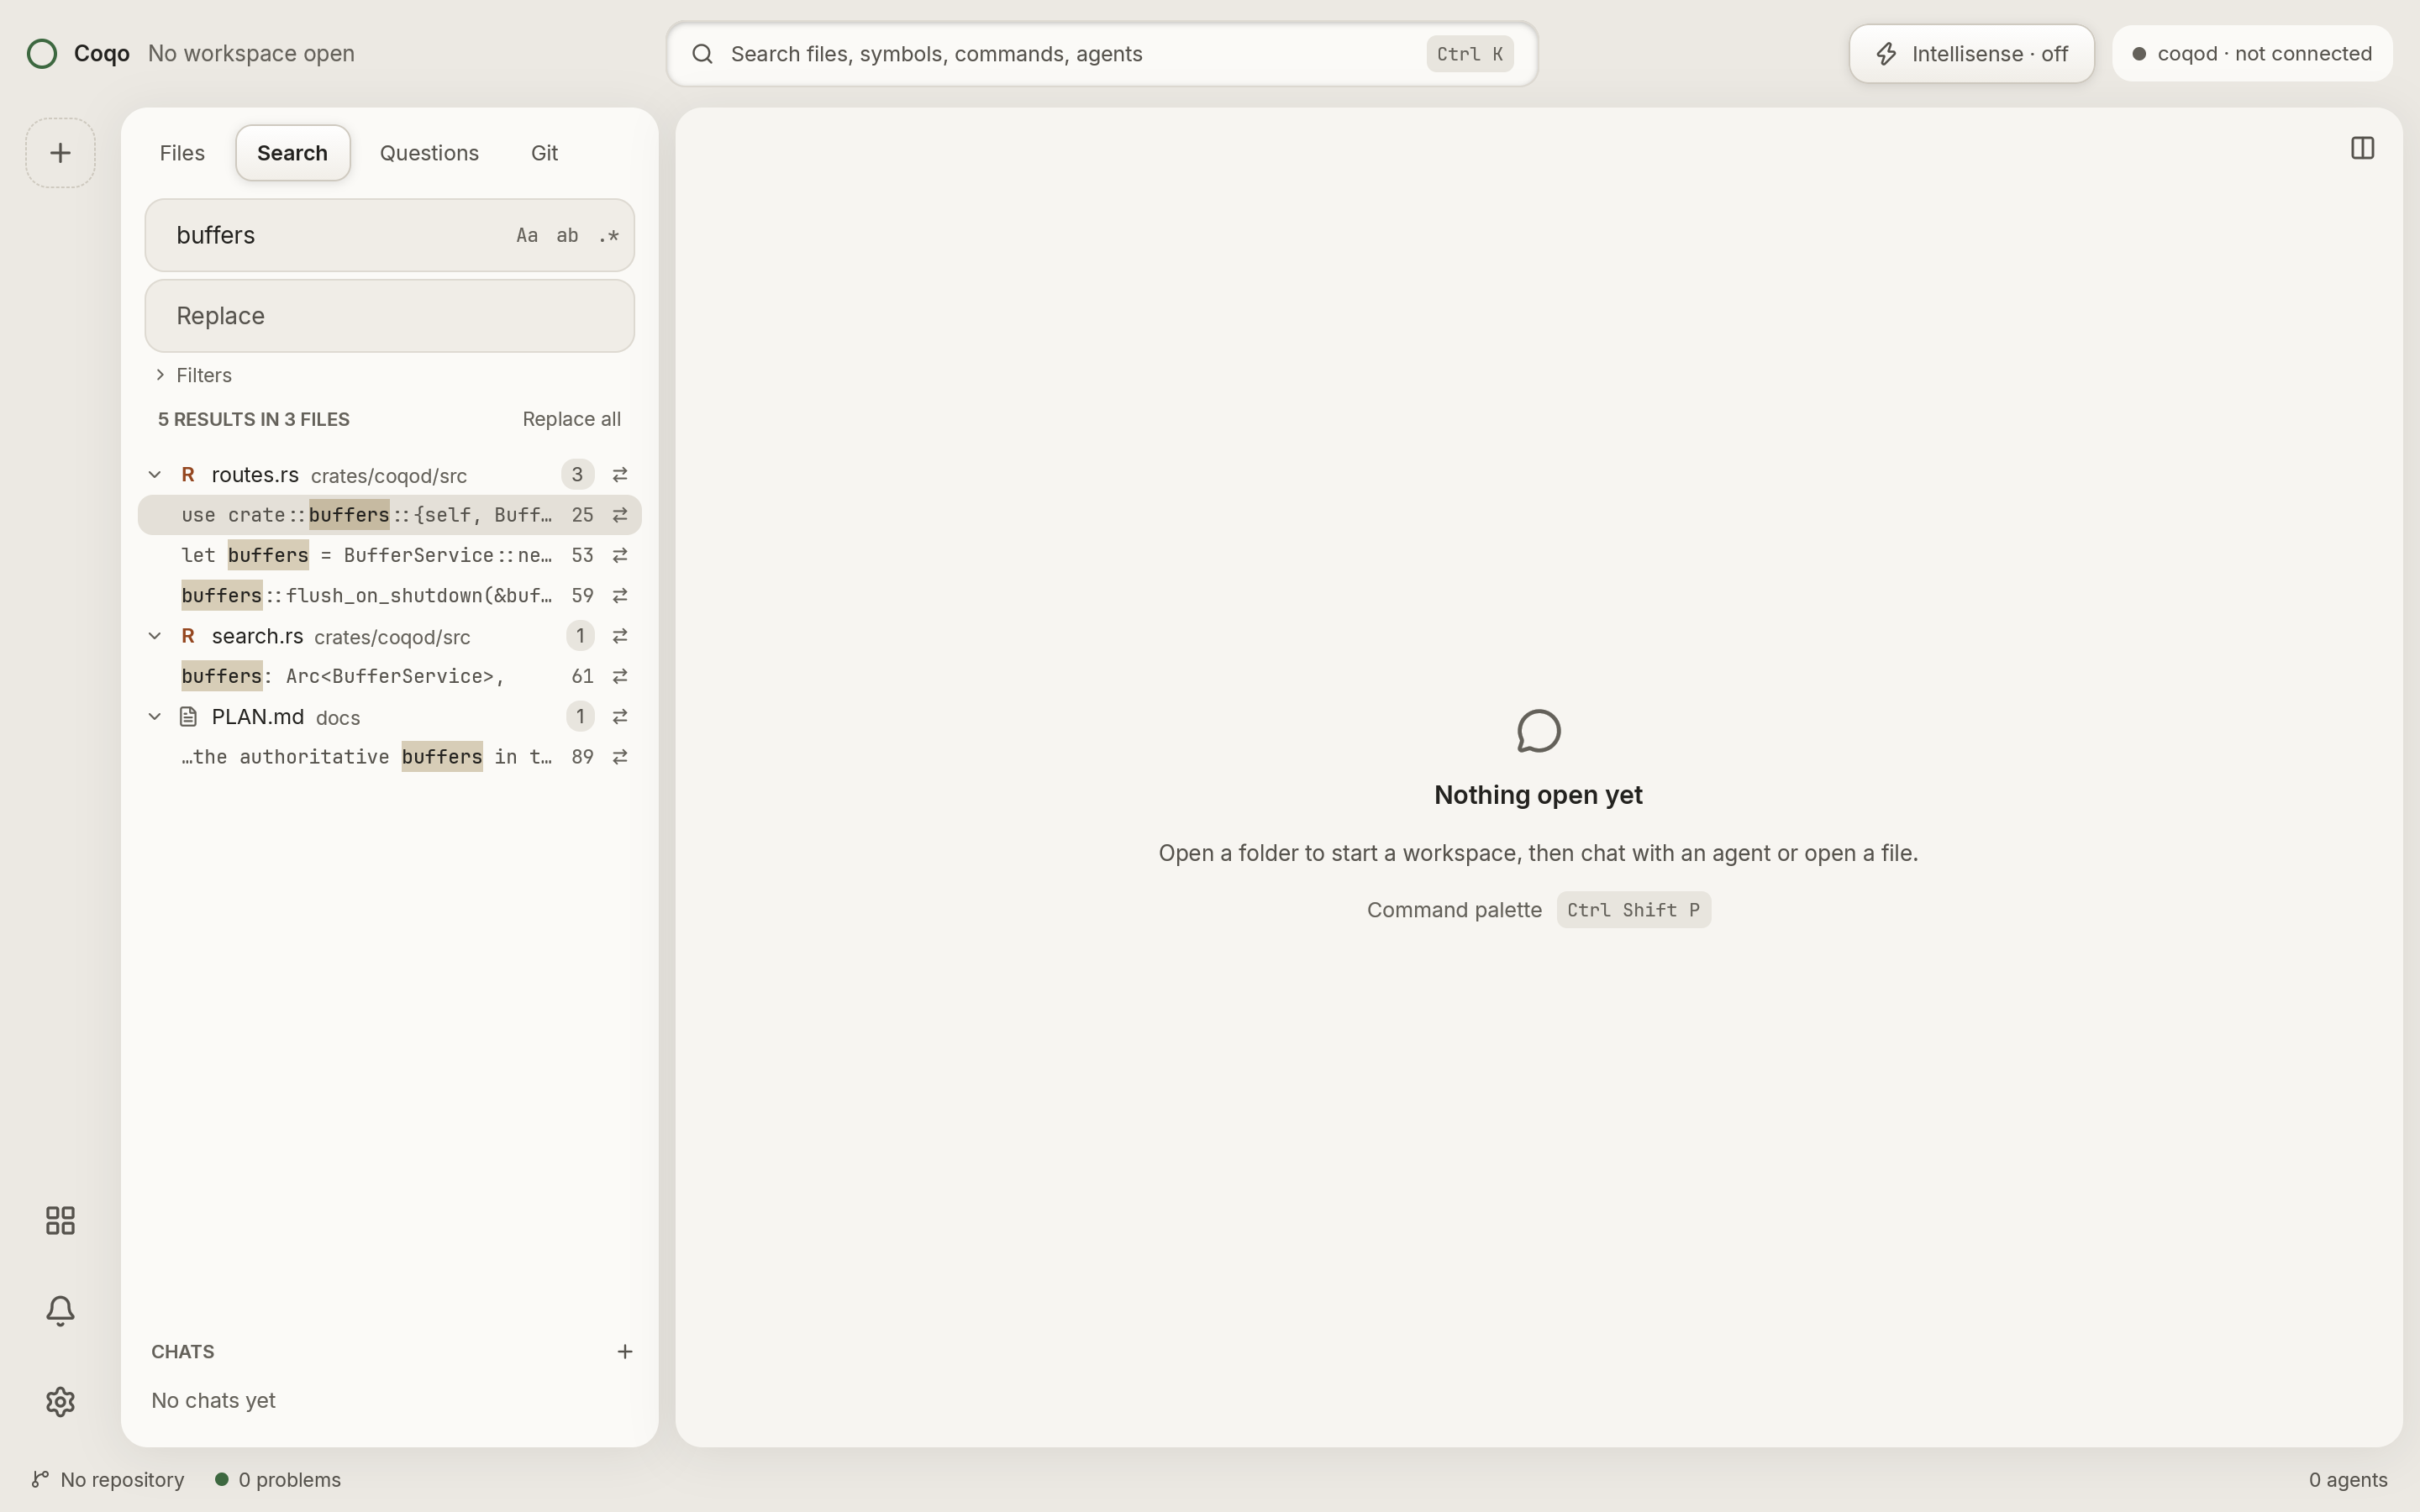 Coqo No workspace open
Search files, symbols, commands, agents Ctrl K
Intellisense · off
coqod · not connected
Files Search Questions Git
buffers Aa ab .*
Replace
Filters
5 RESULTS IN 3 FILES Replace all
R routes.rs crates/coqod/src 3
use crate::buffers::{self, Buff… 25
let buffers = BufferService::ne… 53
buffers::flush_on_shutdown(&buf… 59
R search.rs crates/coqod/src 1
buffers: Arc<BufferService>, 61
PLAN.md docs 1
…the authoritative buffers in t… 89
CHATS
No chats yet
Nothing open yet
Open a folder to start a workspace, then chat with an agent or open a file.
Command palette Ctrl Shift P
No repository 0 problems
0 agents